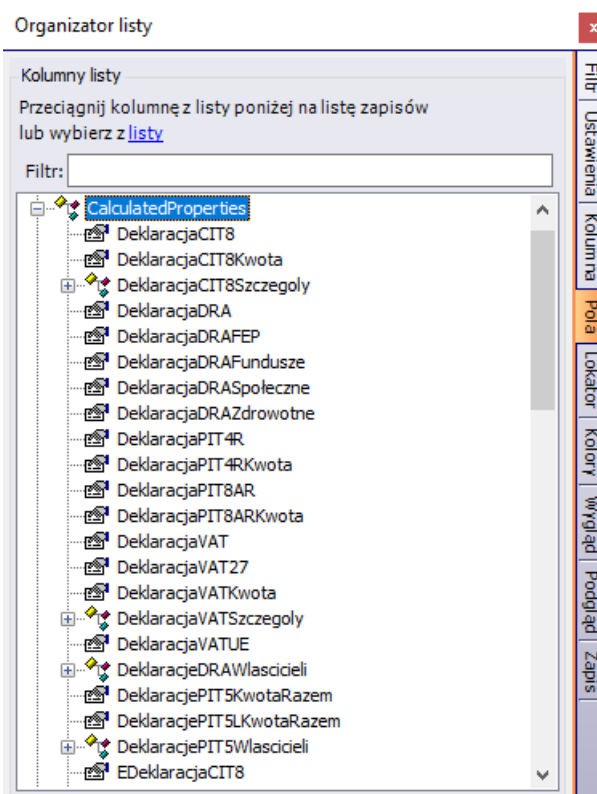 Organizator listy
x
Kolumny listy
Przeciągnij kolumnę z listy poniżej na listę zapisów
lub wybierz z listy
Filtr:
CalculatedProperties
DeklaracjaCIT8
DeklaracjaCIT8Kwota
DeklaracjaCIT8Szczegoly
DeklaracjaDRA
DeklaracjaDRAFEP
DeklaracjaDRAFundusze
DeklaracjaDRASpołeczne
DeklaracjaDRAZdrowotne
DeklaracjaPIT4R
DeklaracjaPIT4RKwota
DeklaracjaPIT8AR
DeklaracjaPIT8ARKwota
DeklaracjaVAT
DeklaracjaVAT27
DeklaracjaVATKwota
DeklaracjaVATSzczegoly
DeklaracjaVATUE
DeklaracjeDRAWlascicieli
DeklaracjePIT5KwotaRazem
DeklaracjePIT5LKwotaRazem
DeklaracjePIT5Wlascicieli
EDeklaracjaCIT8
Filtr
Ustawienia
Kolumna
Pola
Lokator
Kolory
Wygląd
Podgląd
Zapis